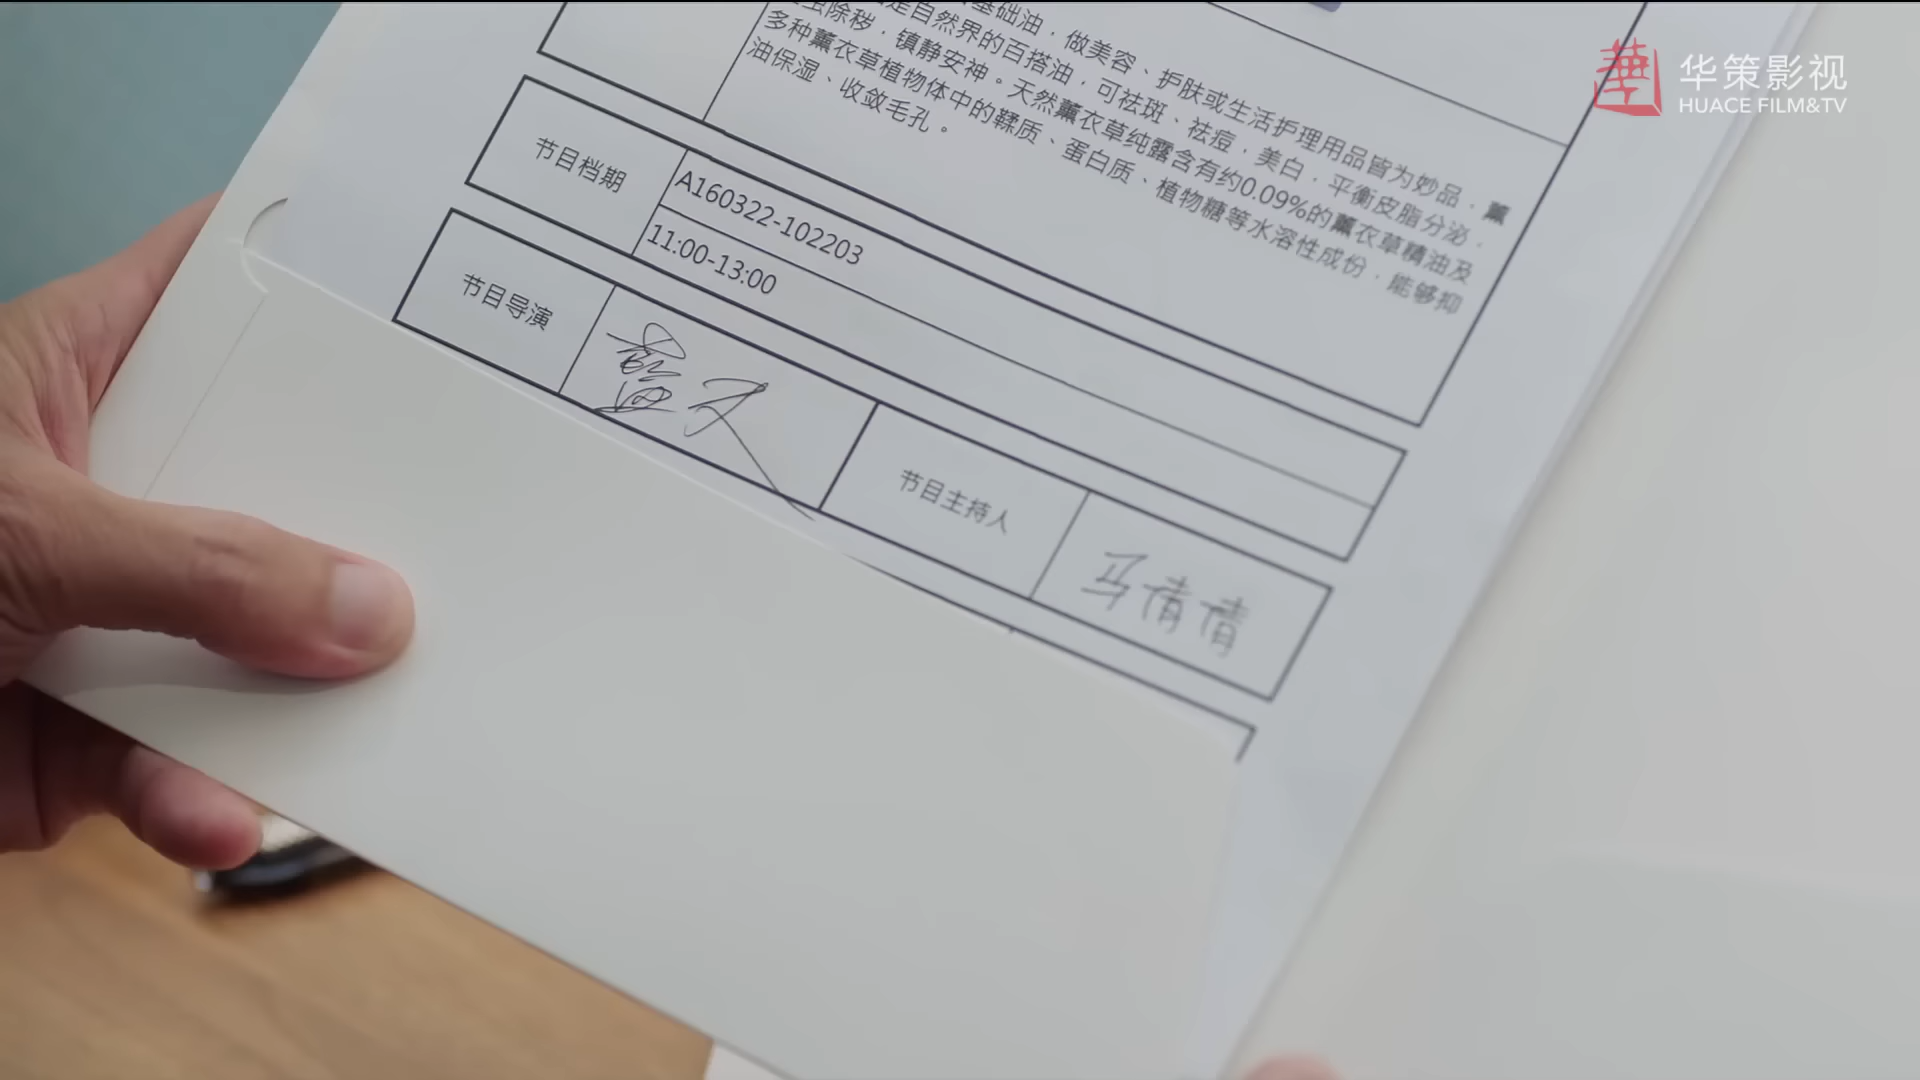 基础油，做美容、护肤或生活护理用品皆为妙品，薰
是自然界的百搭油，可祛斑、祛痘，美白，平衡皮脂分泌，
虫除秽，镇静安神。天然薰衣草纯露含有约0.09%的薰衣草精油及
多种薰衣草植物体中的鞣质、蛋白质、植物糖等水溶性成份，能够抑
油保湿、收敛毛孔。
节目档期
A160322-102203
11:00-13:00
节目导演
节目主持人
马倩倩
华策影视
HUACE FILM&TV